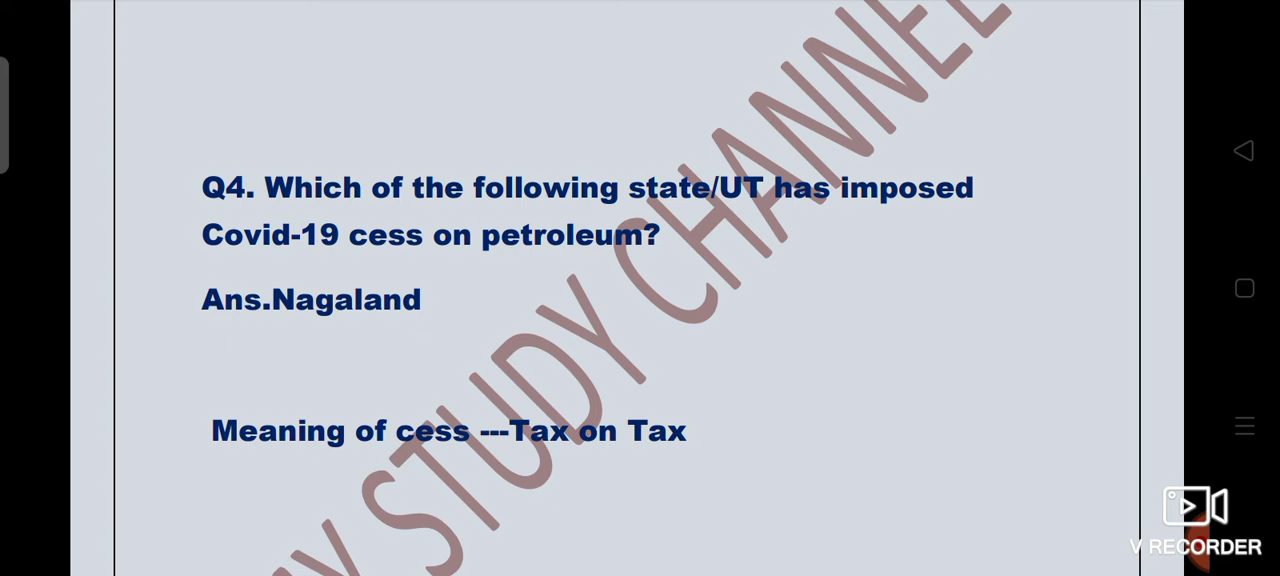 Q4. Which of the following state/UT has imposed
Covid-19 cess on petroleum?
Ans.Nagaland
Meaning of cess ---Tax on Tax
STUDY CHANNEL
V RECORDER